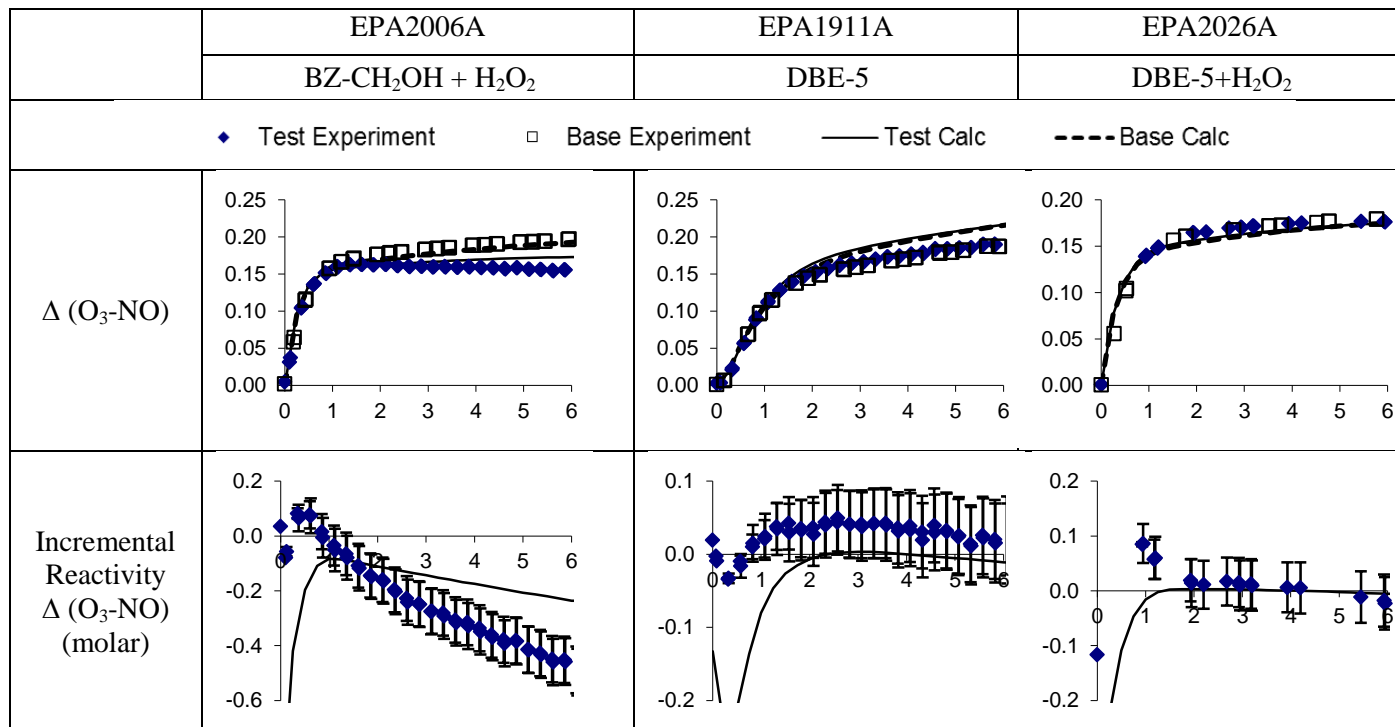 EPA2006A EPA1911A EPA2026A
BZ-CH₂OH + H₂O₂ DBE-5 DBE-5+H₂O₂
Test Experiment Base Experiment Test Calc Base Calc
Δ (O₃-NO)
0.25
0.20
0.15
0.10
0.05
0.00
0 1 2 3 4 5 6
0.25
0.20
0.15
0.10
0.05
0.00
0 1 2 3 4 5 6
0.20
0.15
0.10
0.05
0.00
0 1 2 3 4 5 6
Incremental
Reactivity
Δ (O₃-NO)
(molar)
0.2
0.0
-0.2
-0.4
-0.6
0 1 2 3 4 5 6
0.1
0.0
-0.1
-0.2
0 1 2 3 4 5 6
0.2
0.1
0.0
-0.1
-0.2
0 1 2 3 4 5 6